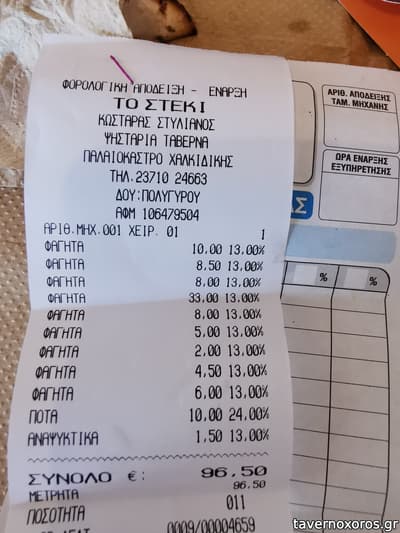 ΦΟΡΟΛΟΓΙΚΗ ΑΠΟΔΕΙΞΗ - ΕΝΑΡΞΗ
ΤΟ ΣΤΕΚΙ
ΚΩΣΤΑΡΑΣ ΣΤΥΛΙΑΝΟΣ
ΨΗΣΤΑΡΙΑ ΤΑΒΕΡΝΑ
ΠΑΛΑΙΟΚΑΣΤΡΟ ΧΑΛΚΙΔΙΚΗΣ
ΤΗΛ.23710 24663
ΔΟΥ:ΠΟΛΥΓΥΡΟΥ
ΑΦΜ 106479504
ΑΡΙΘ.ΜΗΧ.001 ΧΕΙΡ. 01 1
ΦΑΓΗΤΑ 10,00 13,00%
ΦΑΓΗΤΑ 8,50 13,00%
ΦΑΓΗΤΑ 8,00 13,00%
ΦΑΓΗΤΑ 33,00 13,00%
ΦΑΓΗΤΑ 8,00 13,00%
ΦΑΓΗΤΑ 5,00 13,00%
ΦΑΓΗΤΑ 2,00 13,00%
ΦΑΓΗΤΑ 4,50 13,00%
ΦΑΓΗΤΑ 6,00 13,00%
ΠΟΤΑ 10,00 24,00%
ΑΝΑΨΥΚΤΙΚΑ 1,50 13,00%
ΣΥΝΟΛΟ €: 96,50
ΜΕΤΡΗΤΑ 96,50
ΠΟΣΟΤΗΤΑ 011
0009/00004659
ΑΡΙΘ. ΑΠΟΔΕΙΞΗΣ
ΤΑΜ. ΜΗΧΑΝΗΣ
ΩΡΑ ΕΝΑΡΞΗΣ
ΕΞΥΠΗΡΕΤΗΣΗΣ
Σ
% %
tavernoxoros.gr